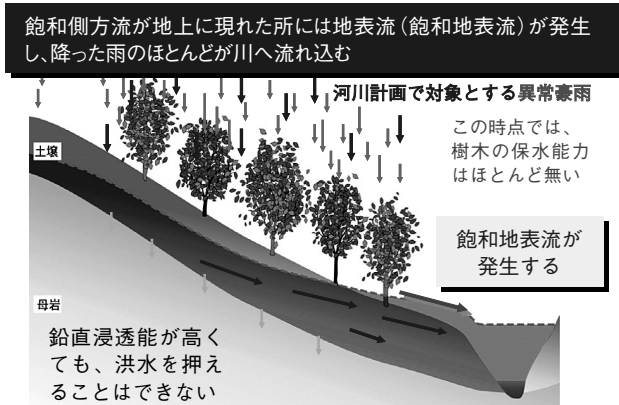 飽和側方流が地上に現れた所には地表流(飽和地表流)が発生
し、降った雨のほとんどが川へ流れ込む
河川計画で対象とする異常豪雨
この時点では、
樹木の保水能力
はほとんど無い
土壌
飽和地表流が
発生する
母岩
鉛直浸透能が高く
ても、洪水を押え
ることはできない